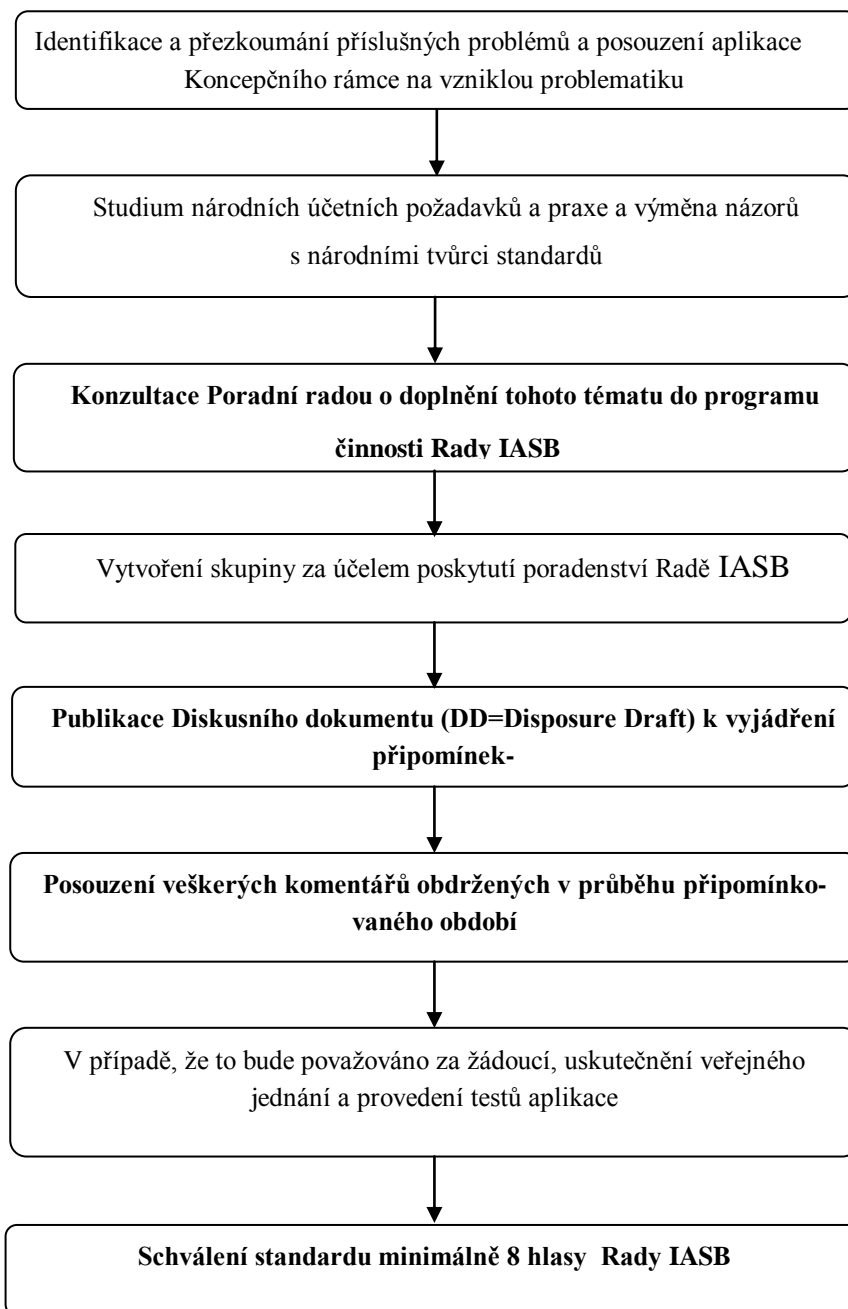 Identifikace a přezkoumání příslušných problémů a posouzení aplikace
Koncepčního rámce na vzniklou problematiku
Studium národních účetních požadavků a praxe a výměna názorů
s národními tvůrci standardů
Konzultace Poradní radou o doplnění tohoto tématu do programu
činnosti Rady IASB
Vytvoření skupiny za účelem poskytutí poradenství Radě IASB
Publikace Diskusního dokumentu (DD=Disposure Draft) k vyjádření
připomínek-
Posouzení veškerých komentářů obdržených v průběhu připomínko-
vaného období
V případě, že to bude považováno za žádoucí, uskutečnění veřejného
jednání a provedení testů aplikace
Schválení standardu minimálně 8 hlasy Rady IASB